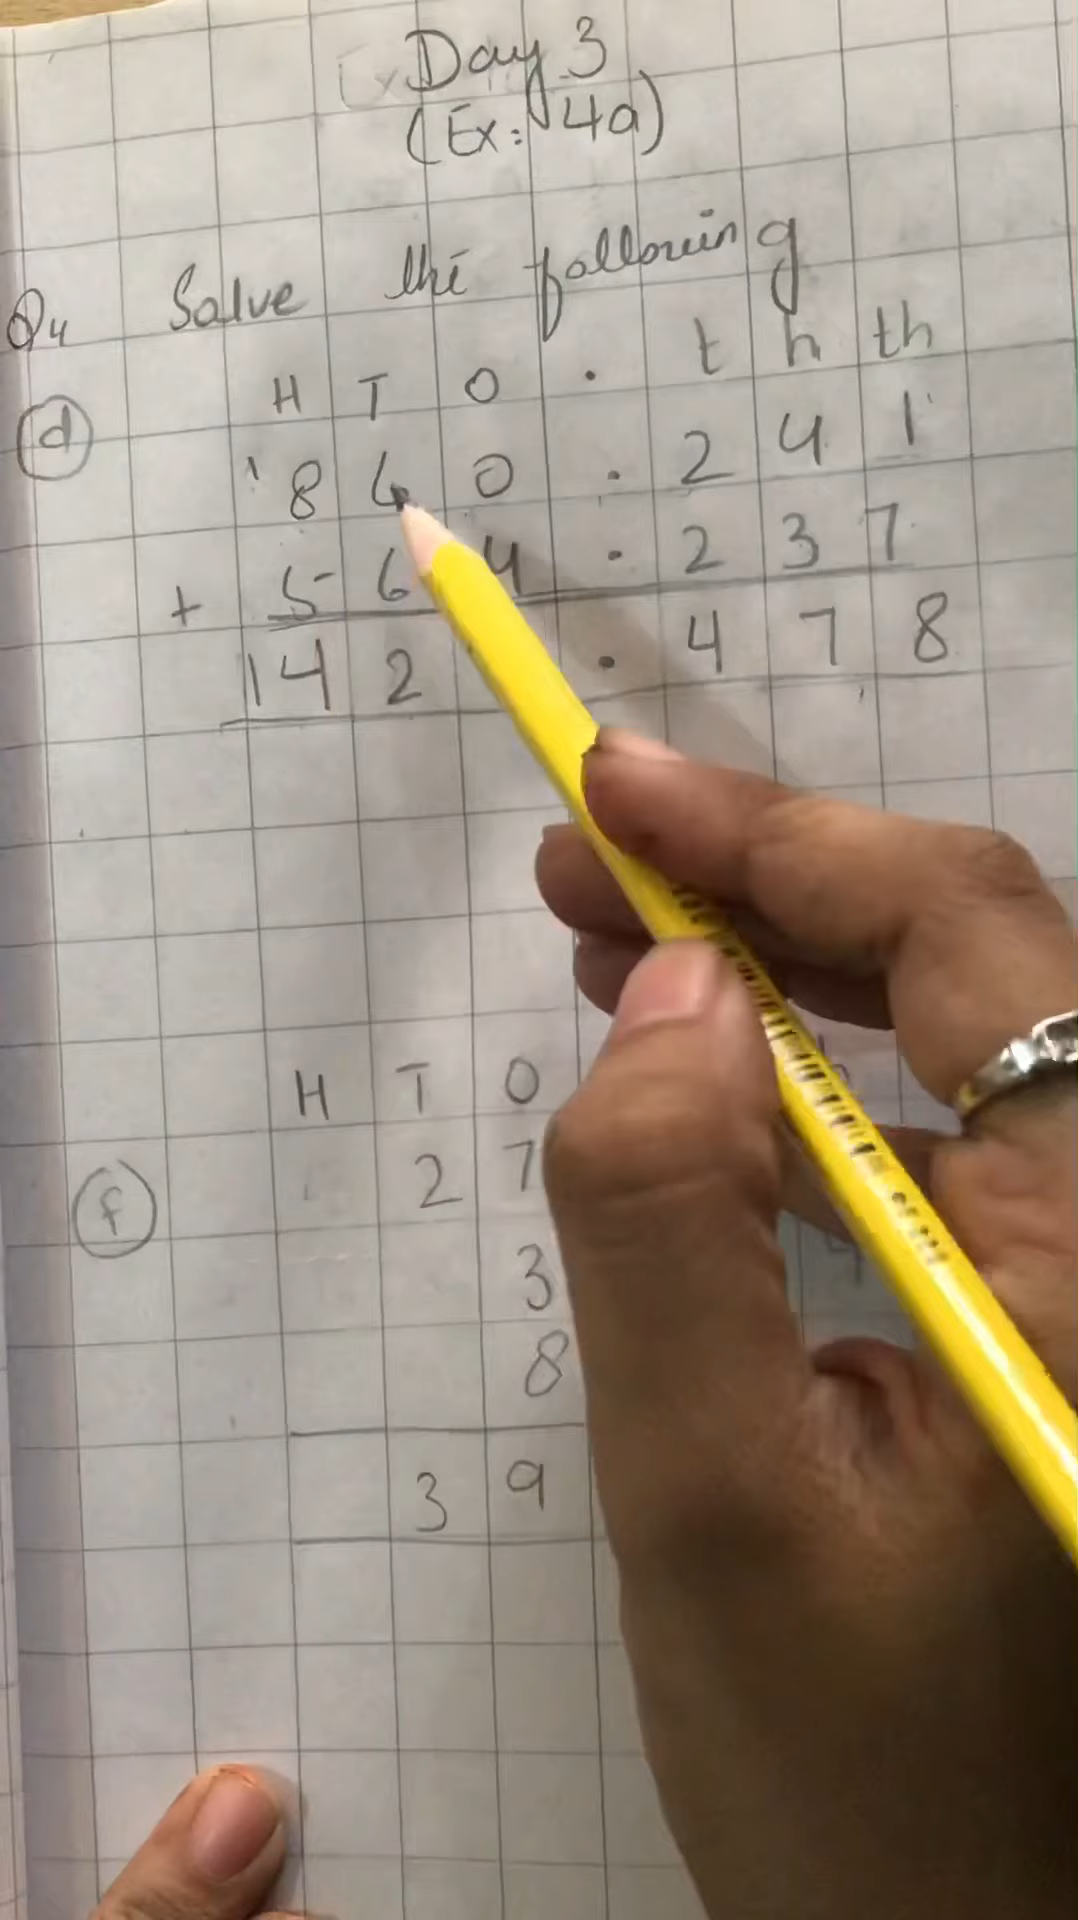 Day 3
(Ex: 4a)
Q4 Solve the following
(d) H T O . t h th
1 8 6 0 . 2 4 1
+ 5 6 4 . 2 3 7
14 2 . 4 7 8
H T O
(f) 2 7
3
8
3 9